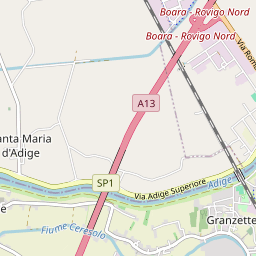 Boara - Rovigo Nord
Boara - Rovigo Nord
Via Rom
A13
anta Maria
d'Adige
SP1
Via Adige Superiore
Adige
Granzette
Fiume Ceresolo